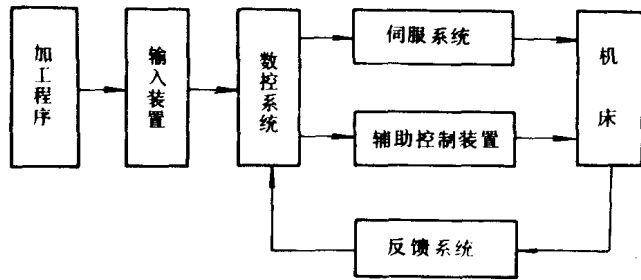 加工程序
输入装置
数控系统
伺服系统
辅助控制装置
机床
反馈系统